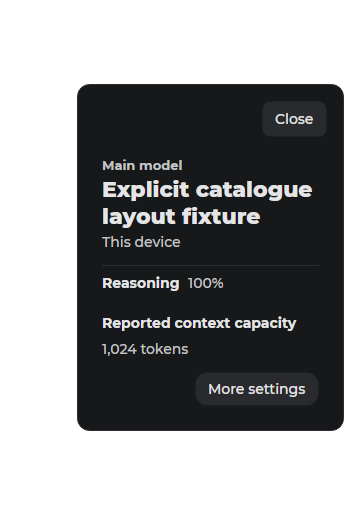 Close
Main model
Explicit catalogue
layout fixture
This device
Reasoning 100%
Reported context capacity
1,024 tokens
More settings